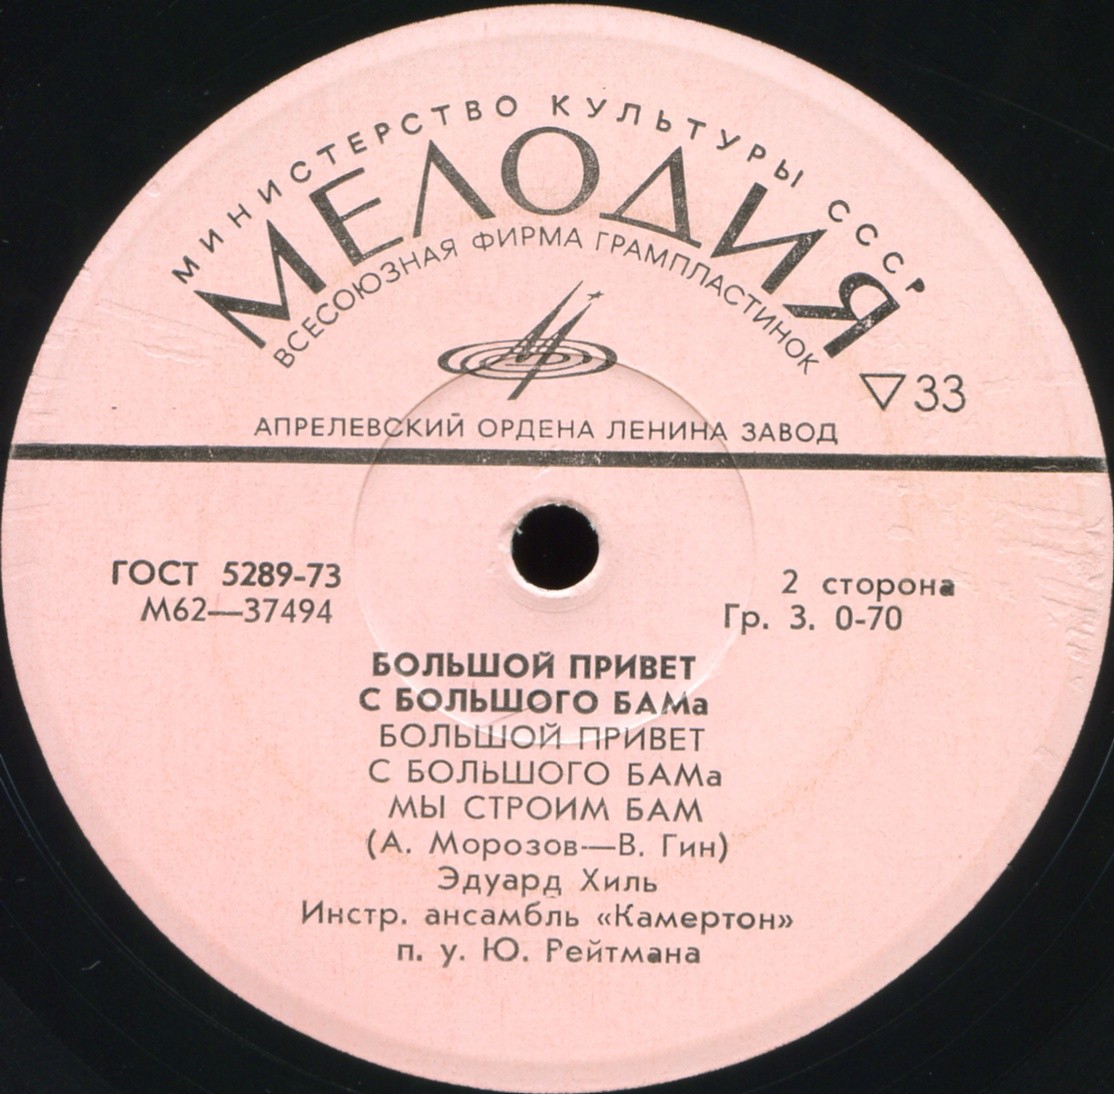 МИНИСТЕРСТВО КУЛЬТУРЫ СССР
МЕЛОДИЯ
ВСЕСОЮЗНАЯ ФИРМА ГРАМПЛАСТИНОК
▽33
АПРЕЛЕВСКИЙ ОРДЕНА ЛЕНИНА ЗАВОД
ГОСТ 5289-73
М62—37494
2 сторона
Гр. 3. 0-70
БОЛЬШОЙ ПРИВЕТ
С БОЛЬШОГО БАМа
БОЛЬШОЙ ПРИВЕТ
С БОЛЬШОГО БАМа
МЫ СТРОИМ БАМ
(А. Морозов—В. Гин)
Эдуард Хиль
Инстр. ансамбль «Камертон»
п. у. Ю. Рейтмана